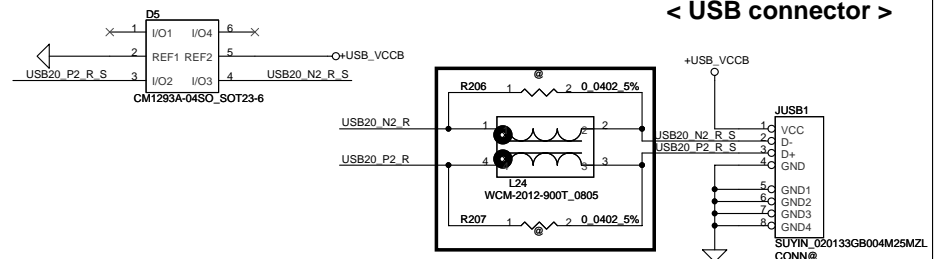 < USB connector >
D5
1 I/O1 I/O4 6
2 REF1 REF2 5 +USB_VCCB
USB20_P2_R_S 3 I/O2 I/O3 4 USB20_N2_R_S
CM1293A-04SO_SOT23-6
@
R206 1 2 0_0402_5%
USB20_N2_R 1 2 2 USB20_N2_R_S
USB20_P2_R 4 3 3 USB20_P2_R_S
L24
WCM-2012-900T_0805
R207 1 2 0_0402_5%
@
+USB_VCCB
JUSB1
1 VCC
2 D-
3 D+
4 GND
5 GND1
6 GND2
7 GND3
8 GND4
SUYIN_020133GB004M25MZL
CONN@